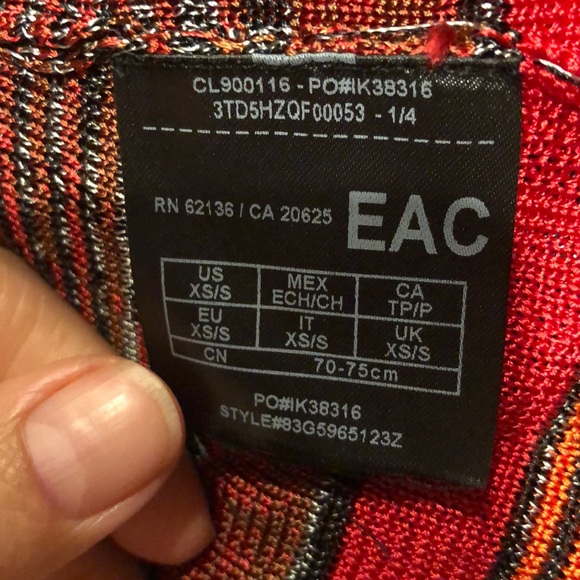 CL900116 - PO#IK38316
3TD5HZQF00053 - 1/4
RN 62136 / CA 20625 EAC
US XS/S MEX ECH/CH CA TP/P
EU XS/S IT XS/S UK XS/S
CN 70-75cm
PO#IK38316
STYLE#83G5965123Z